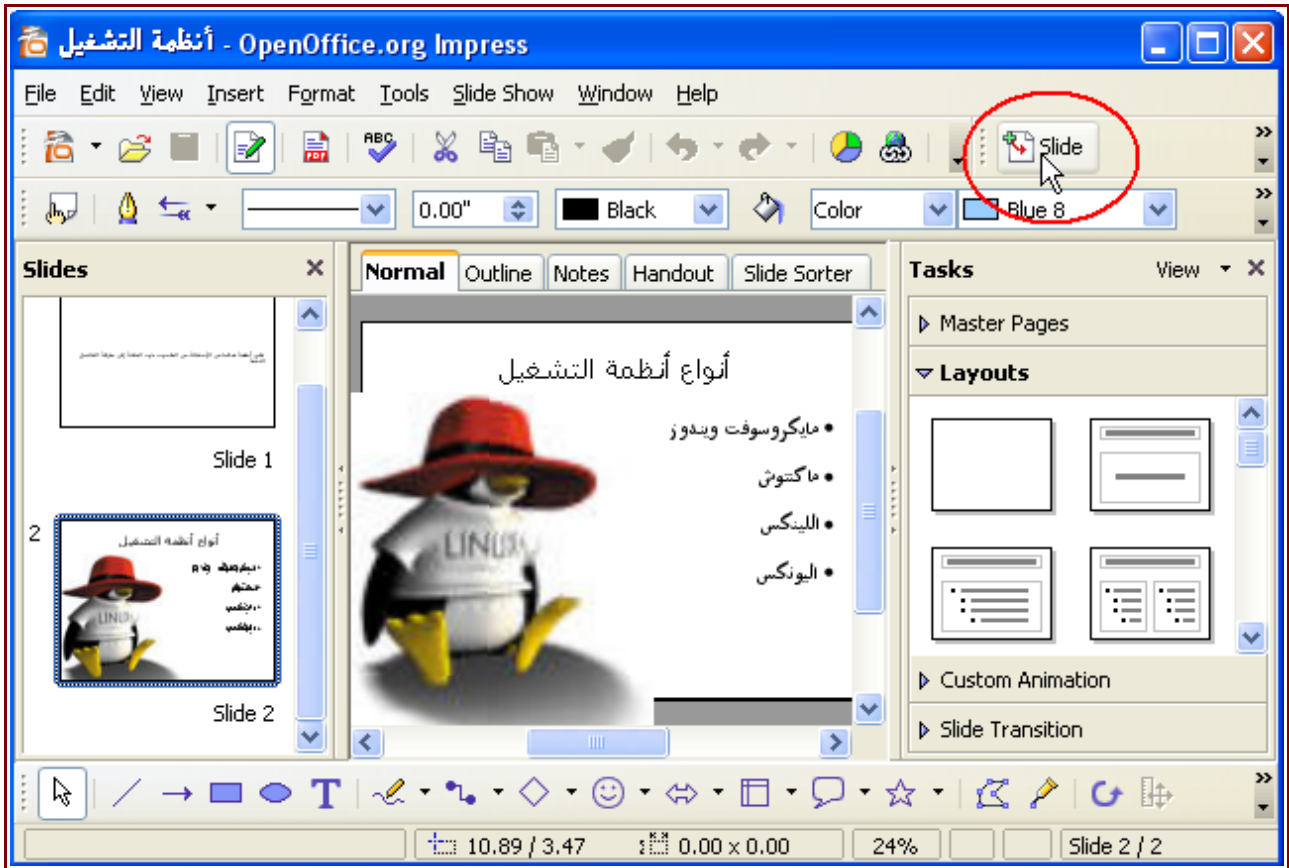 أنظمة التشغيل - OpenOffice.org Impress
File Edit View Insert Format Tools Slide Show Window Help
PDF ABC Slide
0.00" Black Color Blue 8
Slides
Normal Outline Notes Handout Slide Sorter
Tasks View
Master Pages
Layouts
Slide 1
أنواع أنظمة التشغيل
• مايكروسوفت ويندوز
• ماكنتوش
• اللينكس
• اليونكس
LINUX
2
أنواع أنظمة التشغيل
LINUX
Slide 2
Custom Animation
Slide Transition
T
10.89 / 3.47 0.00 x 0.00 24% Slide 2 / 2